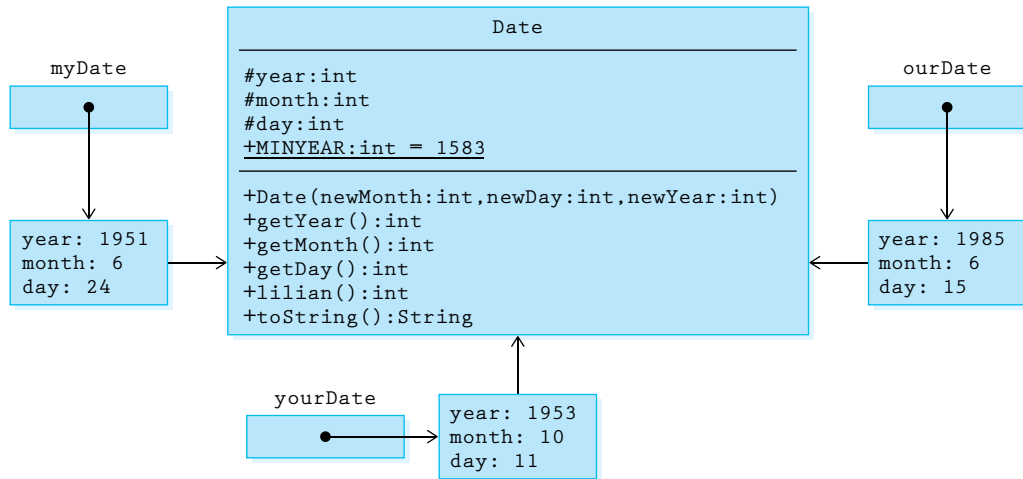 Date
#year:int
#month:int
#day:int
+MINYEAR:int = 1583
+Date(newMonth:int,newDay:int,newYear:int)
+getYear():int
+getMonth():int
+getDay():int
+lilian():int
+toString():String
myDate
year: 1951
month: 6
day: 24
ourDate
year: 1985
month: 6
day: 15
yourDate
year: 1953
month: 10
day: 11